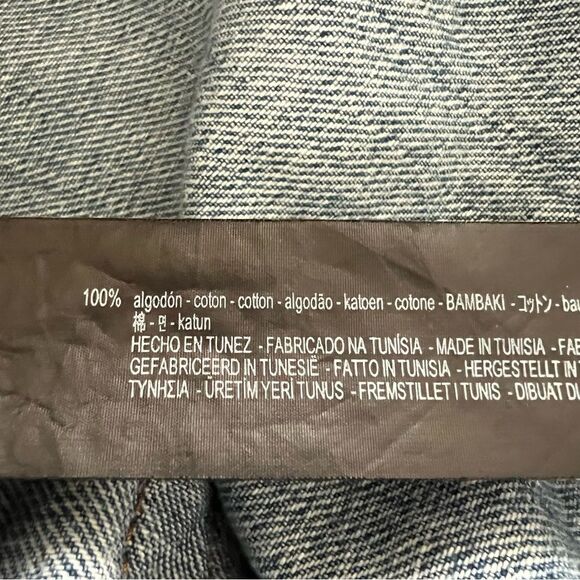 100% algodón - coton - cotton - algodão - katoen - cotone - BAMBAKI - コットン - bau
棉 - 면 - katun
HECHO EN TUNEZ - FABRICADO NA TUNÍSIA - MADE IN TUNISIA - FAB
GEFABRICEERD IN TUNESIË - FATTO IN TUNISIA - HERGESTELLT IN T
ΤΥΝΗΣΙΑ - ÜRETİM YERİ TUNUS - FREMSTILLET I TUNIS - DIBUAT DI